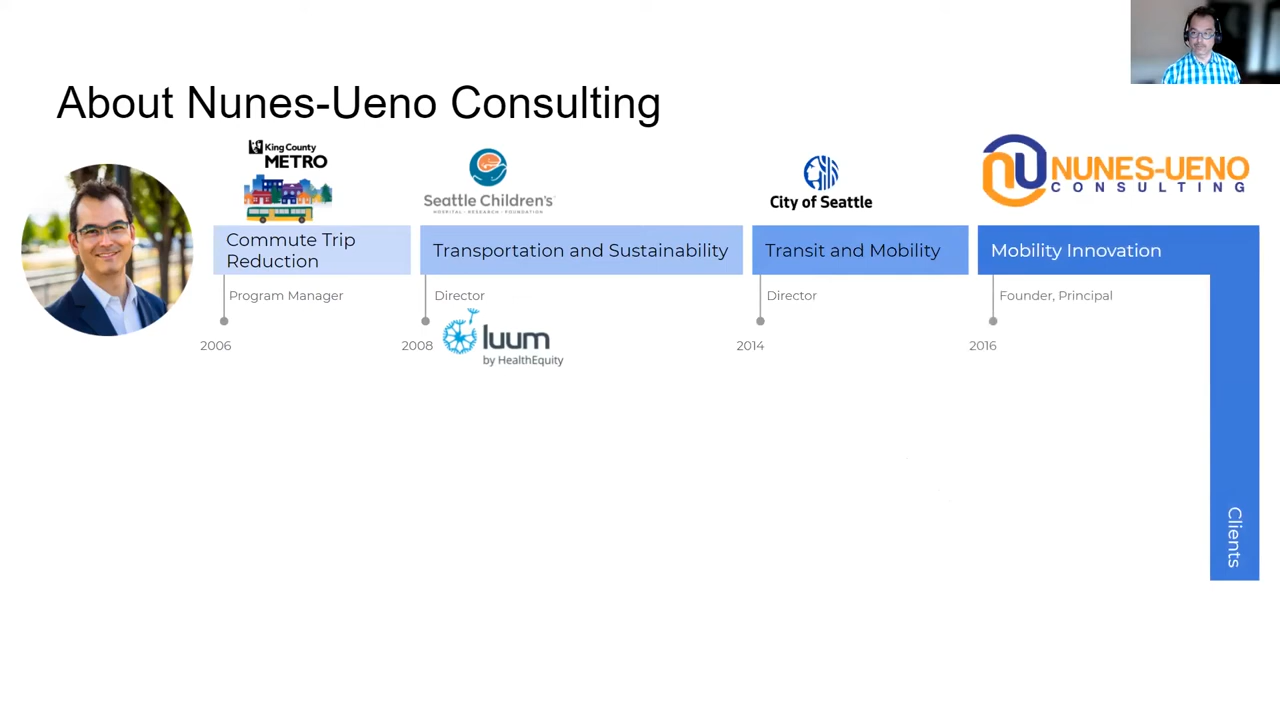 About Nunes-Ueno Consulting
King County
METRO
Seattle Children's
HOSPITAL · RESEARCH · FOUNDATION
City of Seattle
NUNES-UENO
CONSULTING
Commute Trip
Reduction
Transportation and Sustainability
Transit and Mobility
Mobility Innovation
Program Manager
Director
Director
Founder, Principal
2006
2008
luum
by HealthEquity
2014
2016
Clients